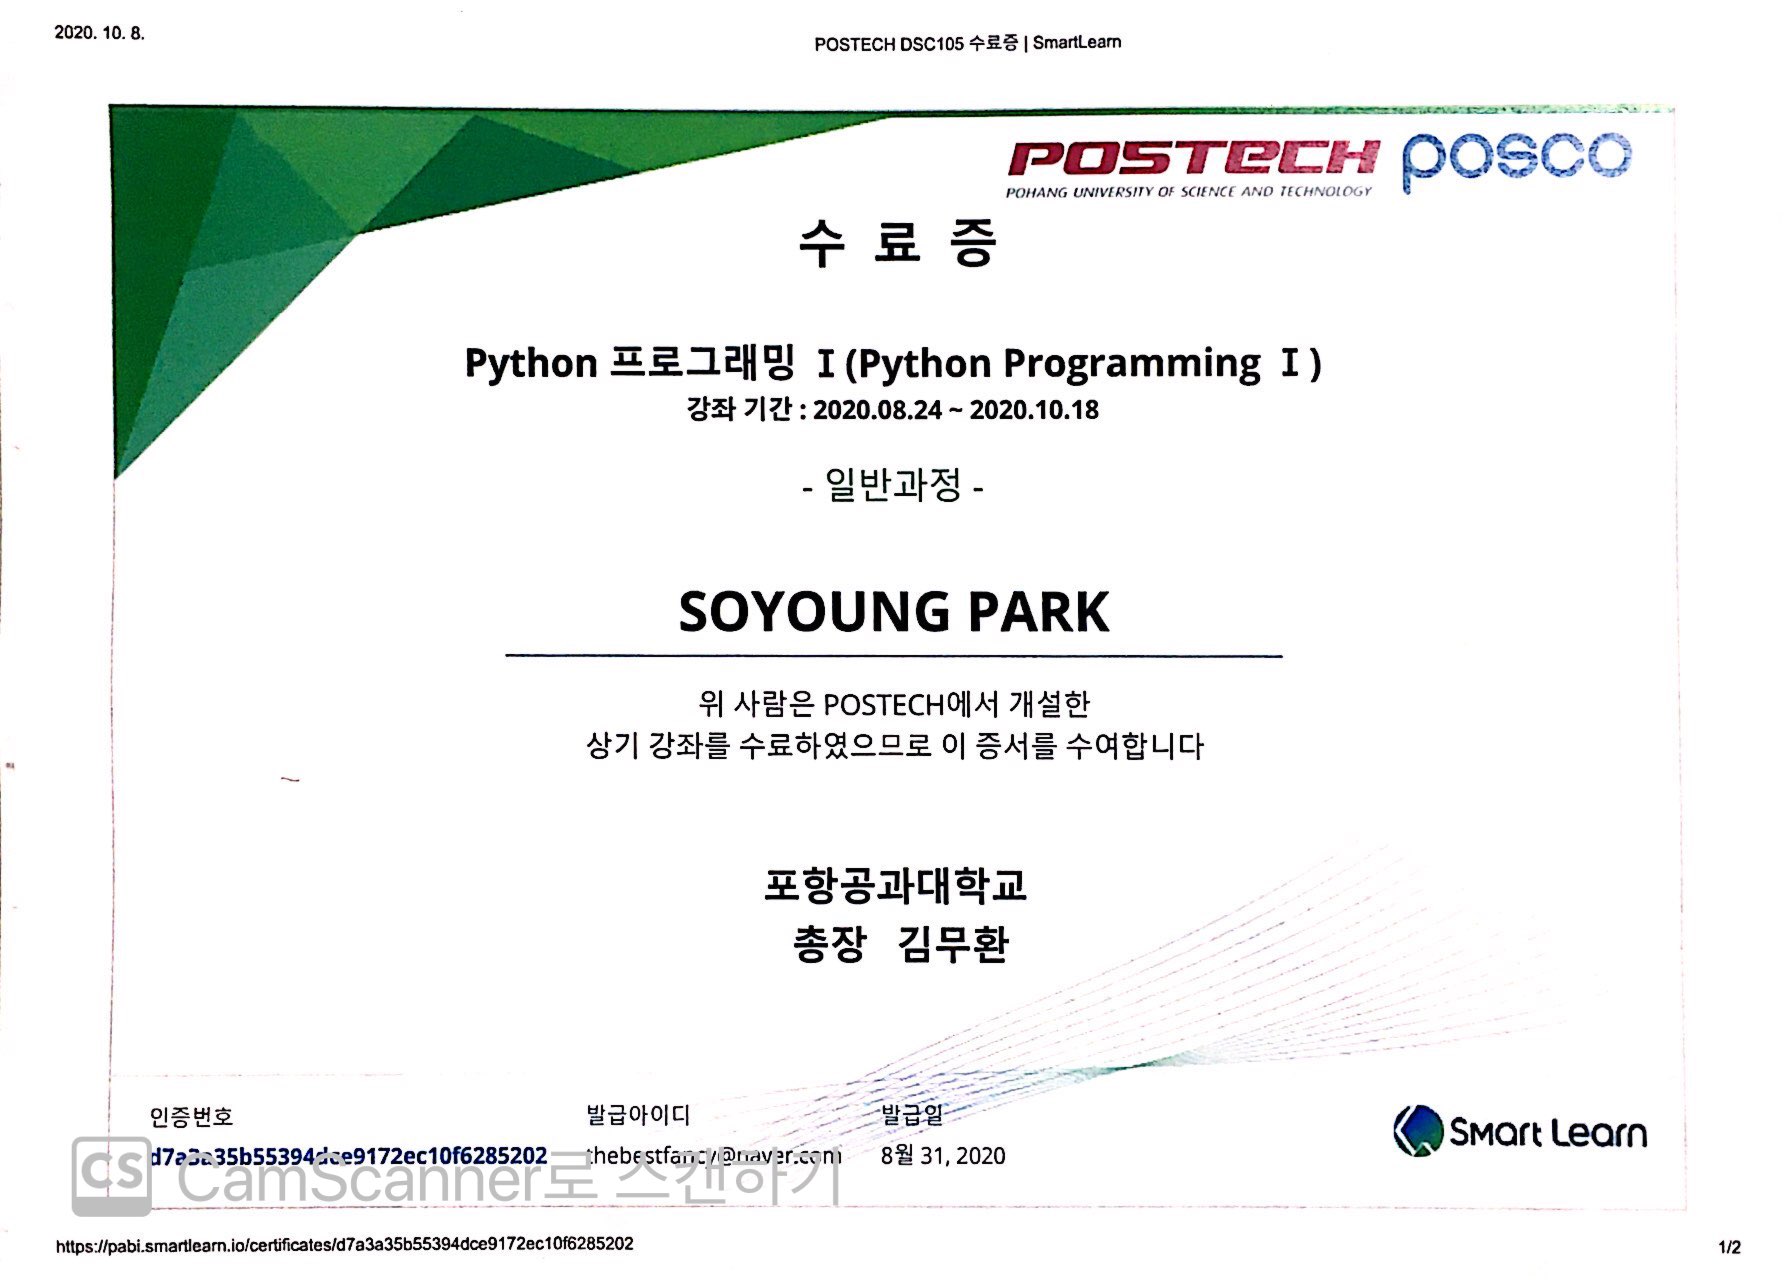 2020. 10. 8.
POSTECH DSC105 수료증 | SmartLearn
POSTECH posco
POHANG UNIVERSITY OF SCIENCE AND TECHNOLOGY
수 료 증
Python 프로그래밍 Ⅰ(Python Programming Ⅰ)
강좌 기간 : 2020.08.24 ~ 2020.10.18
- 일반과정 -
SOYOUNG PARK
위 사람은 POSTECH에서 개설한
상기 강좌를 수료하였으므로 이 증서를 수여합니다
포항공과대학교
총장 김무환
인증번호 발급아이디 발급일
d7a3a35b55394dce9172ec10f6285202 thebestfancy@naver.com 8월 31, 2020
Smart Learn
CS CamScanner로 스캔하기
https://pabi.smartlearn.io/certificates/d7a3a35b55394dce9172ec10f6285202
1/2